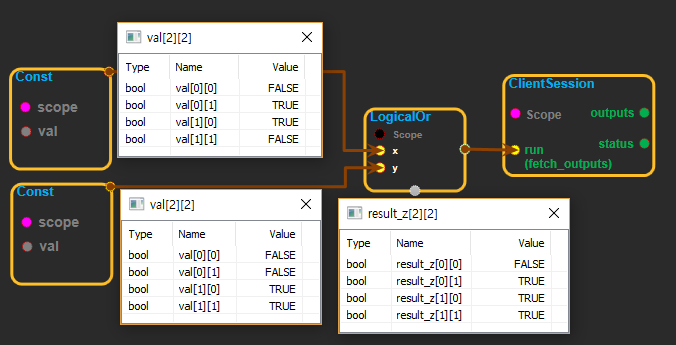 val[2][2]
Type Name Value
bool val[0][0] FALSE
bool val[0][1] TRUE
bool val[1][0] TRUE
bool val[1][1] FALSE
Const
scope
val
LogicalOr
Scope
x
y
ClientSession
Scope outputs
status
run
(fetch_outputs)
Const
scope
val
val[2][2]
Type Name Value
bool val[0][0] FALSE
bool val[0][1] FALSE
bool val[1][0] TRUE
bool val[1][1] TRUE
result_z[2][2]
Type Name Value
bool result_z[0][0] FALSE
bool result_z[0][1] TRUE
bool result_z[1][0] TRUE
bool result_z[1][1] TRUE